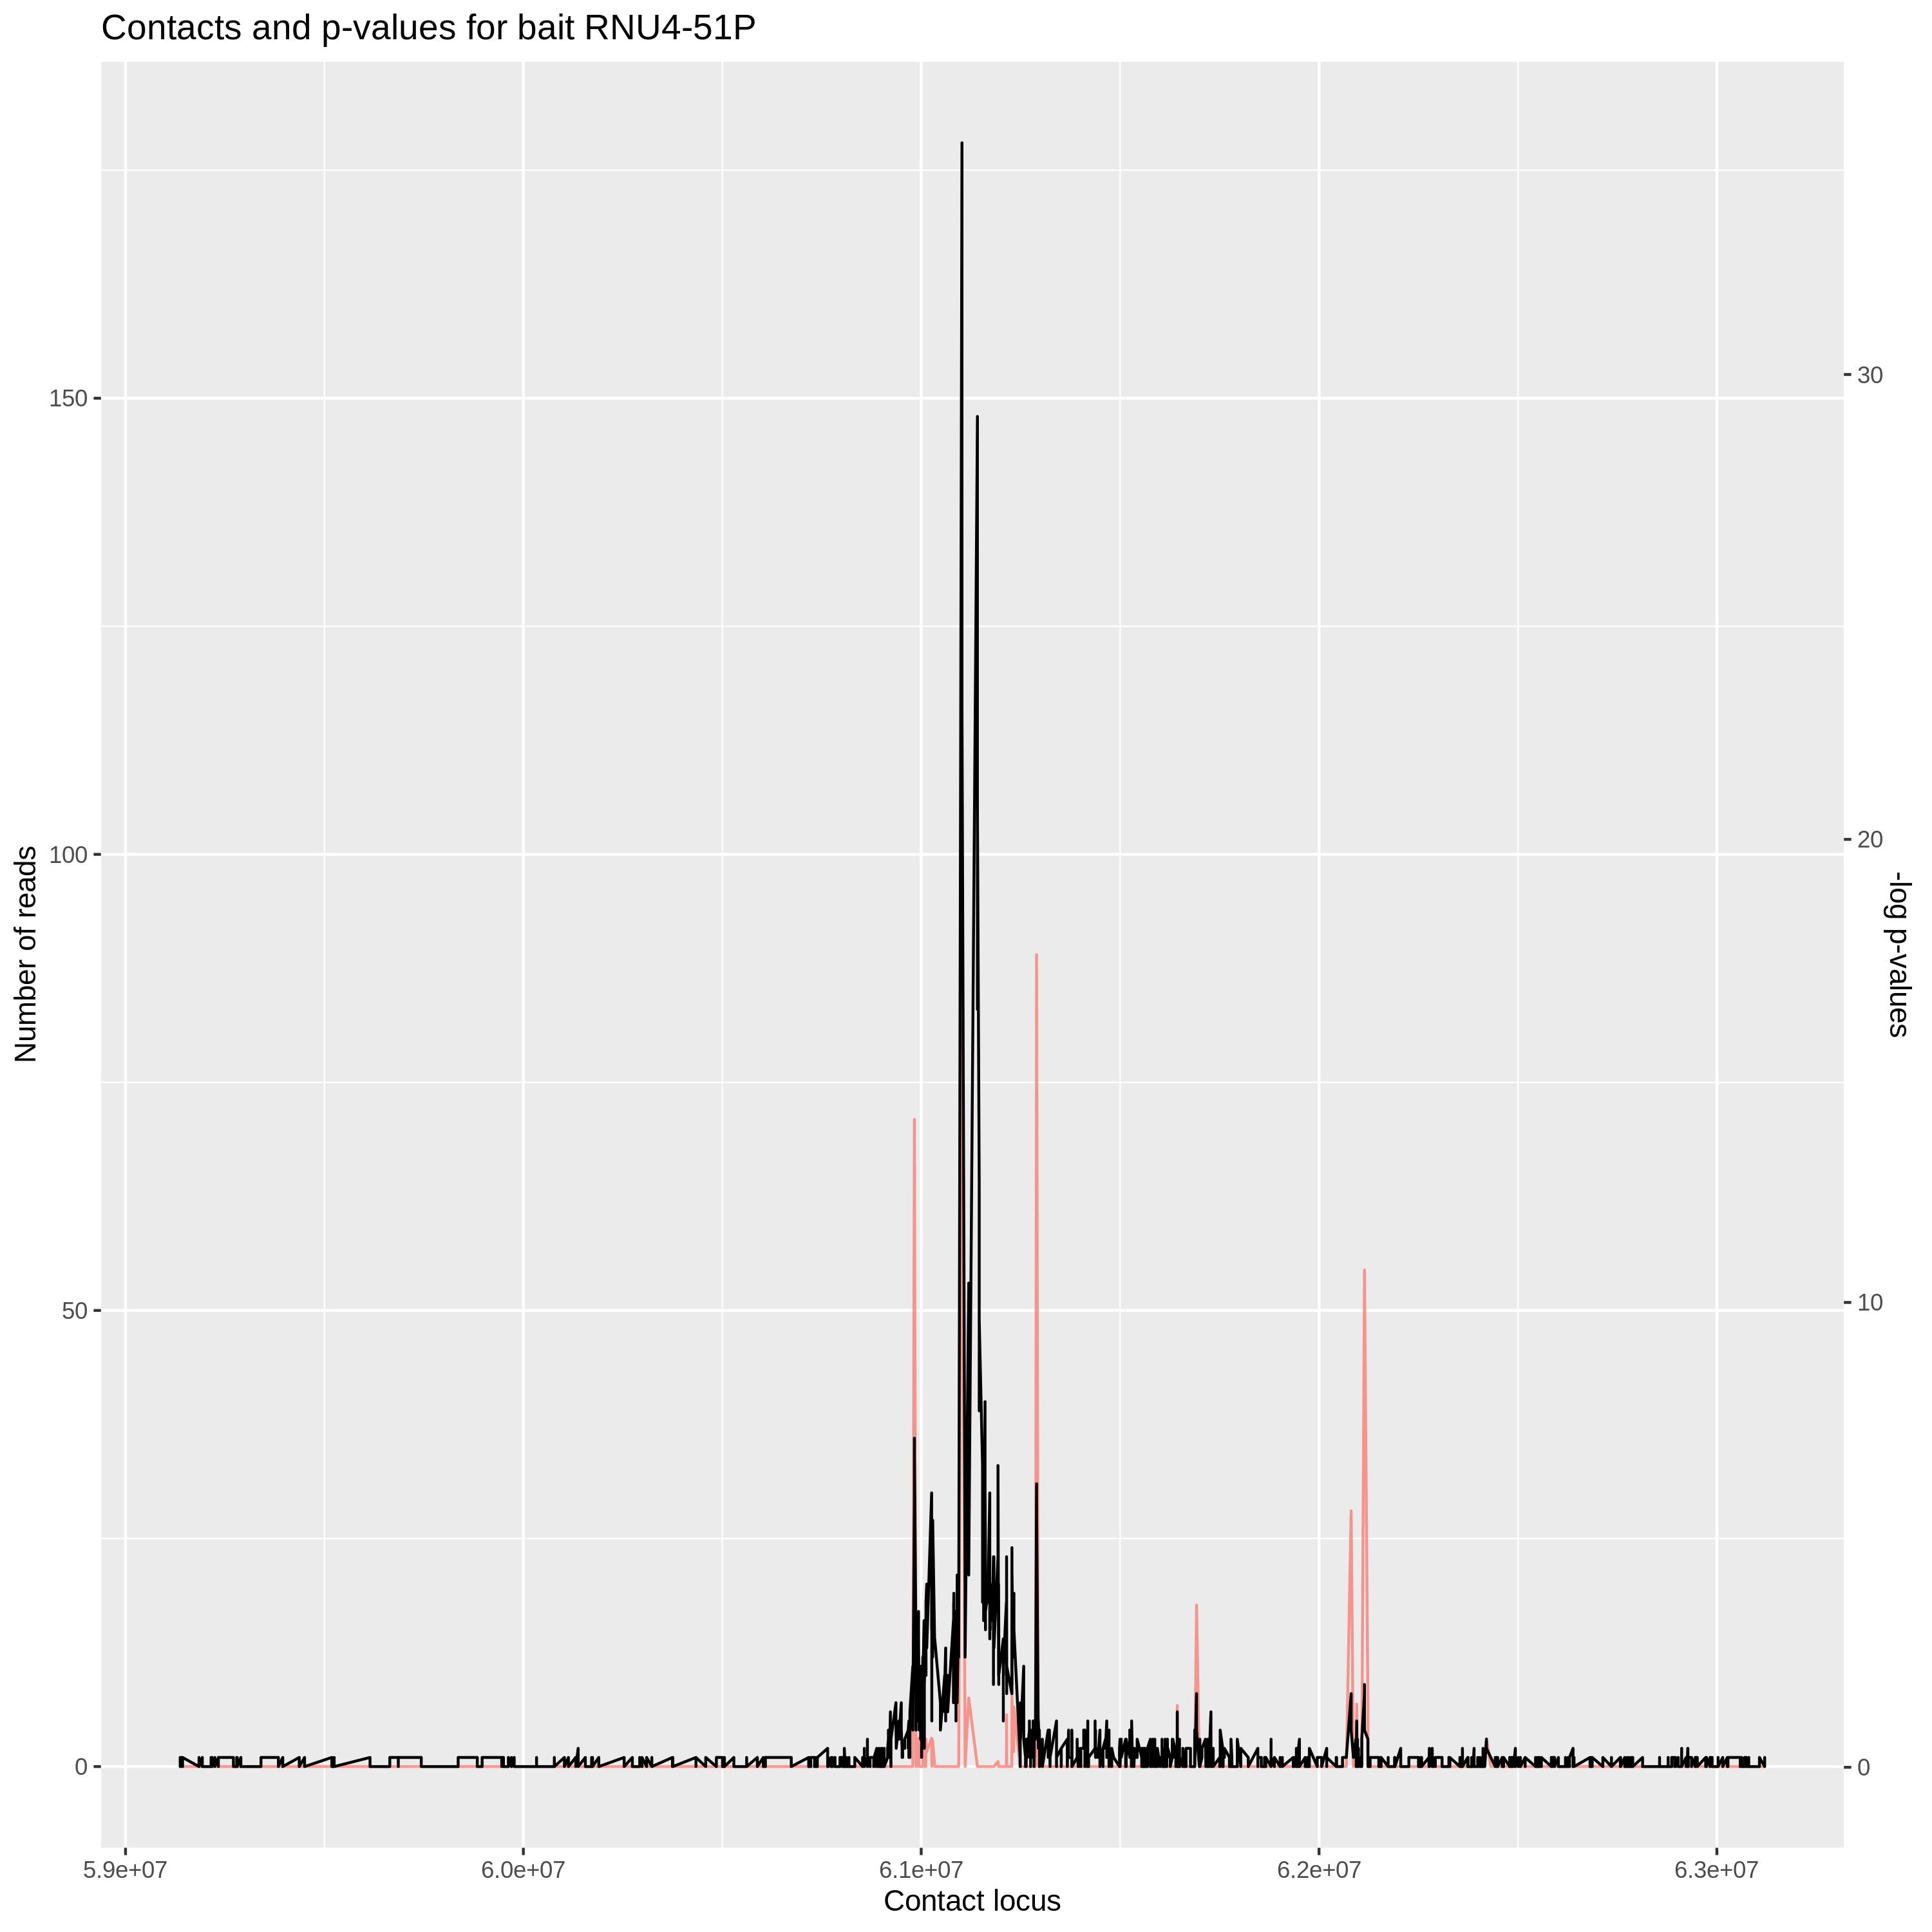 Contacts and p-values for bait RNU4-51P
150
100
50
0
Number of reads
30
20
10
0
-log p-values
5.9e+07
6.0e+07
6.1e+07
6.2e+07
6.3e+07
Contact locus